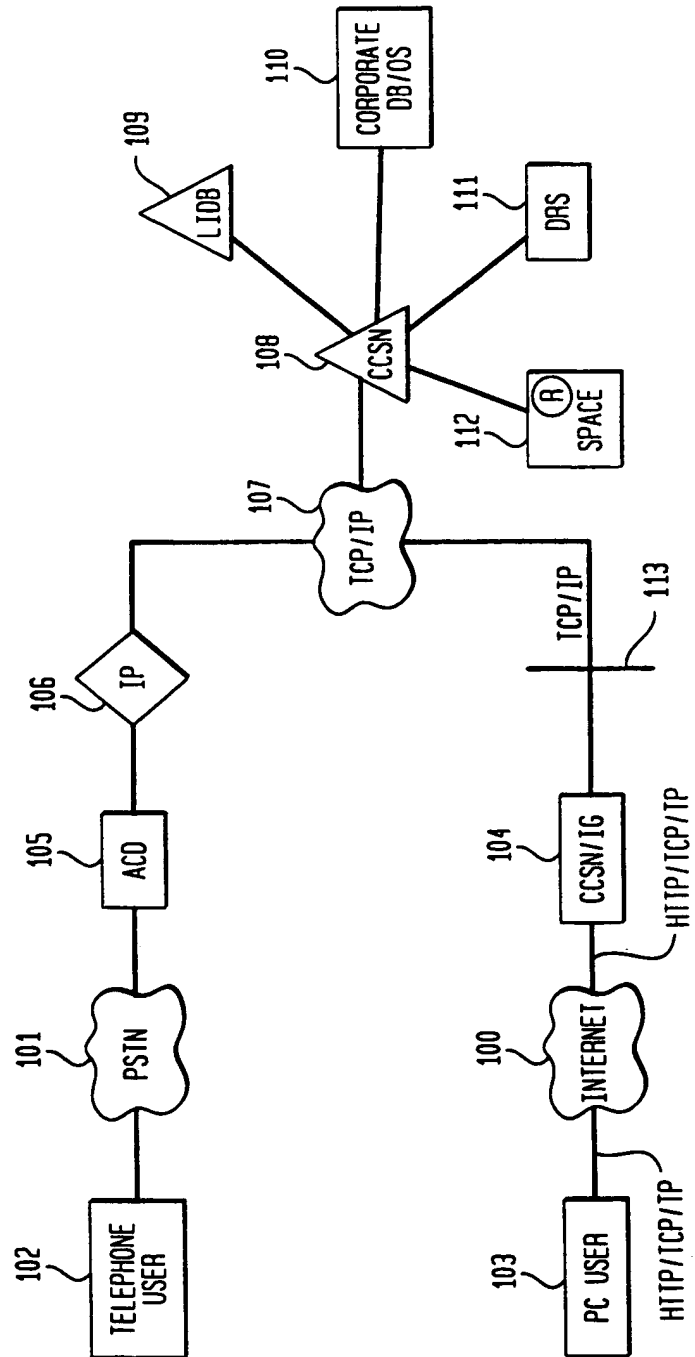 102
TELEPHONE
USER
101
PSTN
105
ACD
106
IP
107
TCP/IP
108
CCSN
109
LIDB
110
CORPORATE
DB/OS
111
DRS
112
R
SPACE
103
PC USER
HTTP/TCP/TP
100
INTERNET
HTTP/TCP/TP
104
CCSN/IG
TCP/IP
113